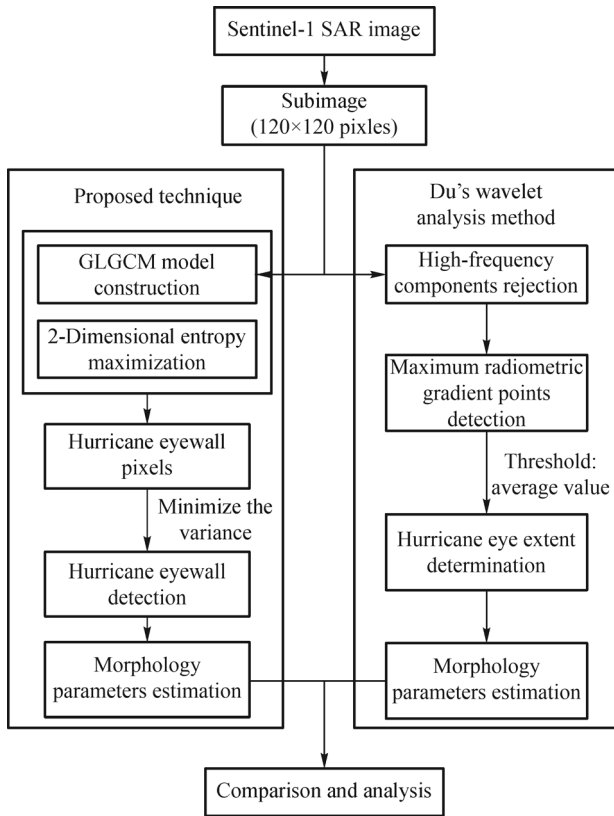 Sentinel-1 SAR image
Subimage
(120×120 pixles)
Proposed technique
GLGCM model
construction
2-Dimensional entropy
maximization
Hurricane eyewall
pixels
Minimize the
variance
Hurricane eyewall
detection
Morphology
parameters estimation
Du's wavelet
analysis method
High-frequency
components rejection
Maximum radiometric
gradient points
detection
Threshold:
average value
Hurricane eye extent
determination
Morphology
parameters estimation
Comparison and analysis